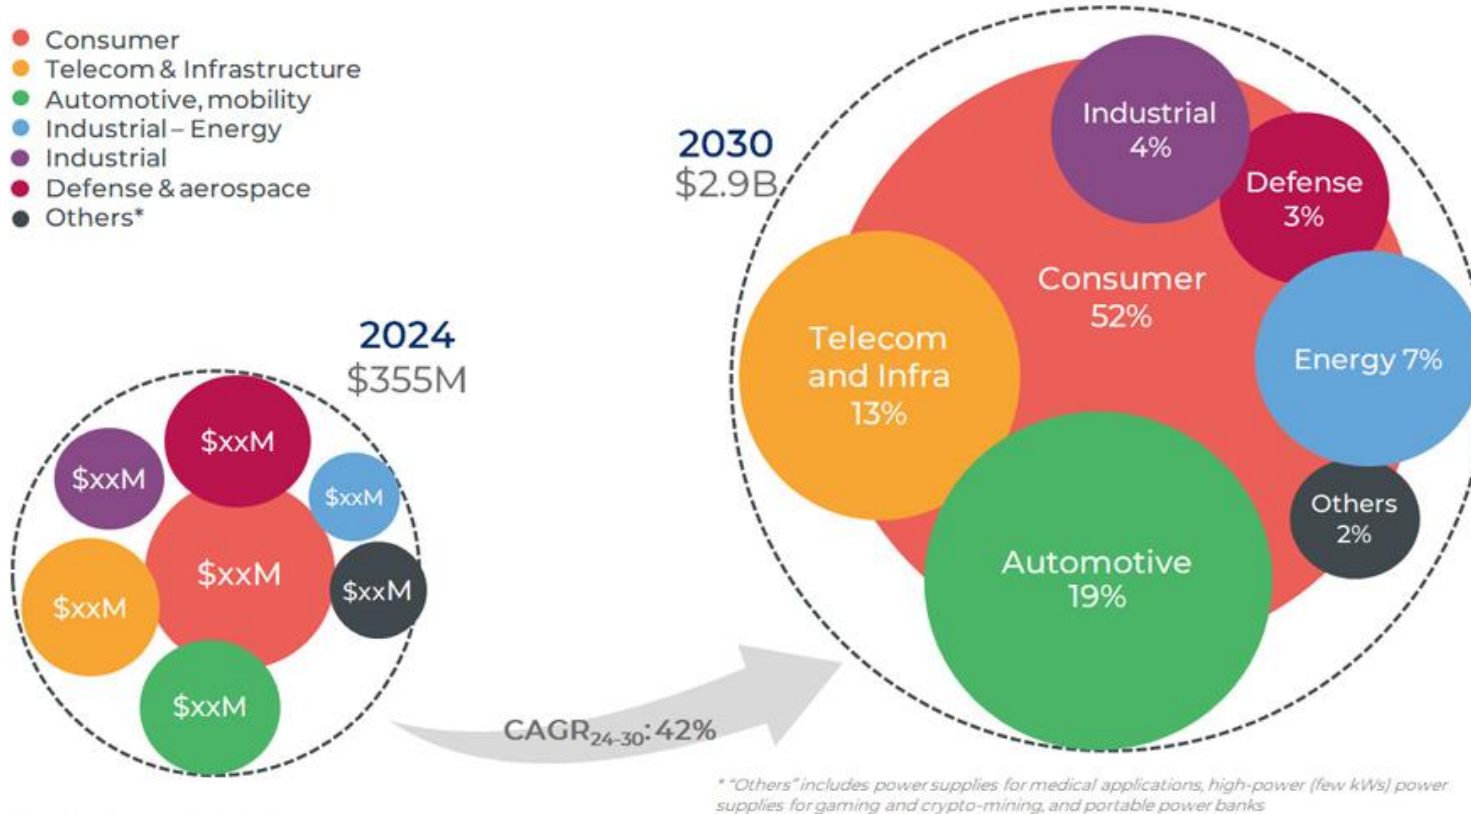 Consumer
Telecom & Infrastructure
Automotive, mobility
Industrial – Energy
Industrial
Defense & aerospace
Others*
2024
$355M
$xxM
$xxM
$xxM
$xxM
$xxM
$xxM
$xxM
CAGR24-30: 42%
2030
$2.9B
Industrial
4%
Defense
3%
Consumer
52%
Telecom
and Infra
13%
Energy 7%
Others
2%
Automotive
19%
* “Others” includes power supplies for medical applications, high-power (few kWs) power
supplies for gaming and crypto-mining, and portable power banks